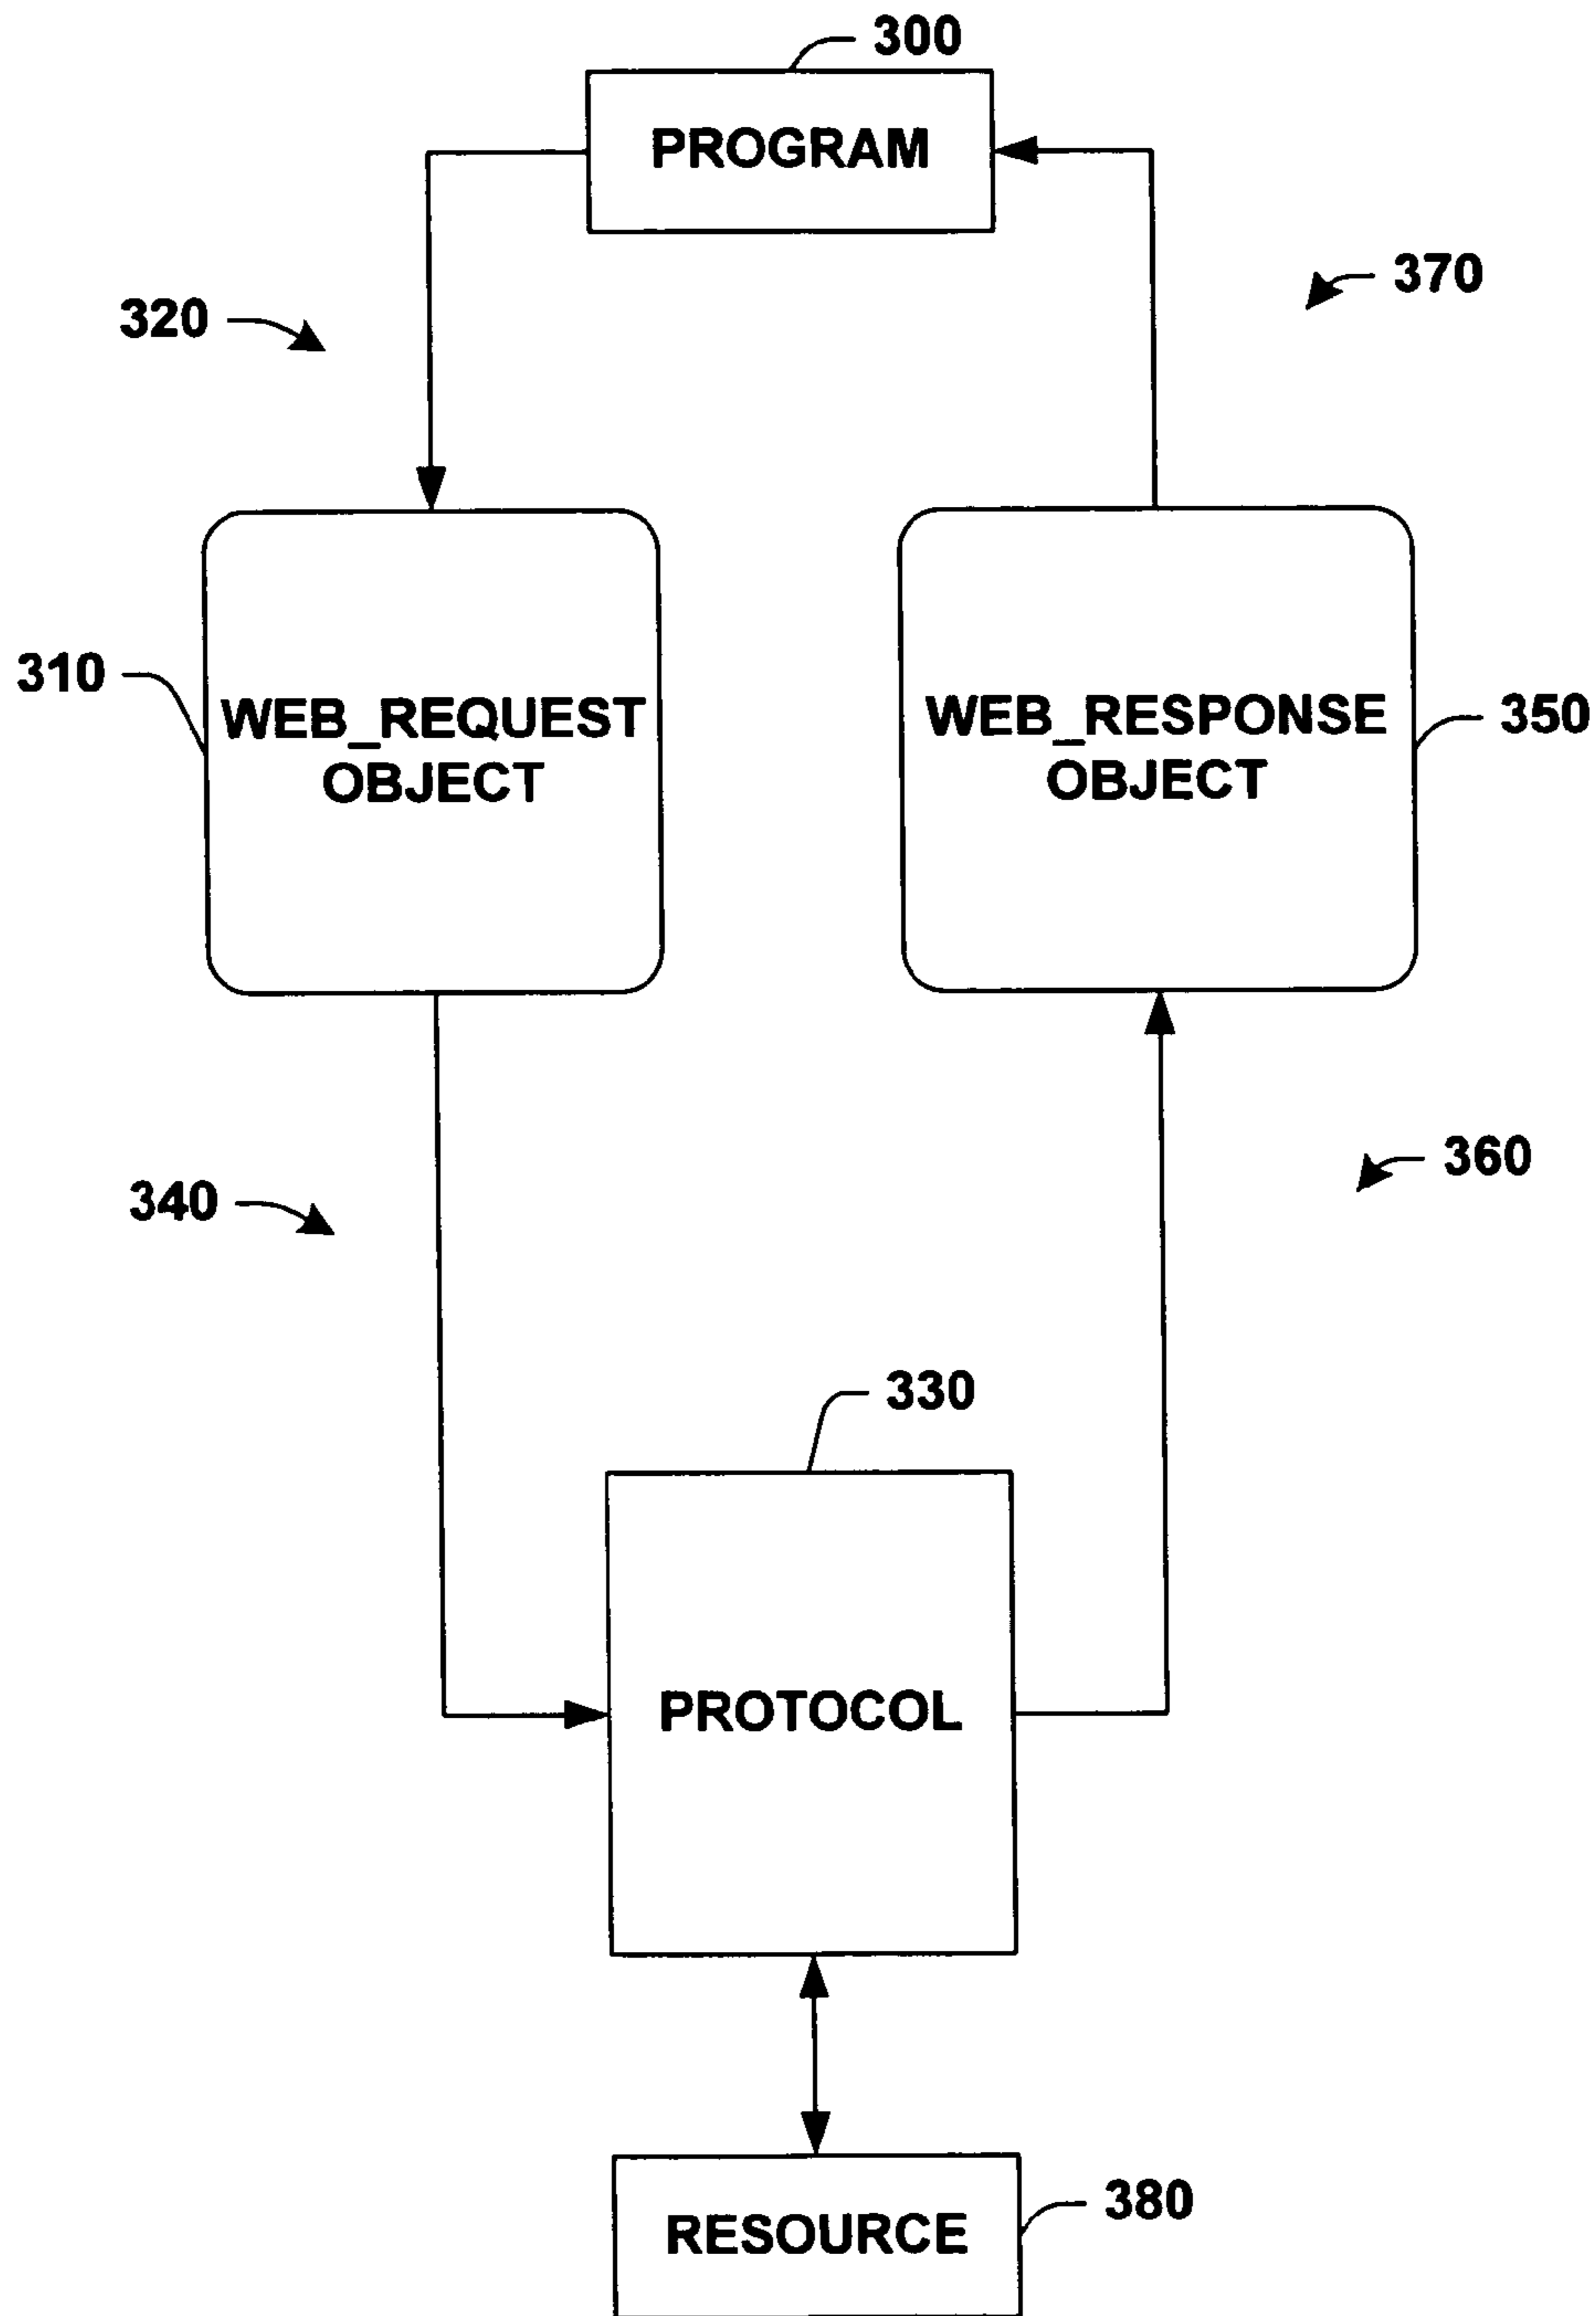 300
PROGRAM
370
320
310
WEB_REQUEST
OBJECT
WEB_RESPONSE
OBJECT
350
360
340
330
PROTOCOL
380
RESOURCE